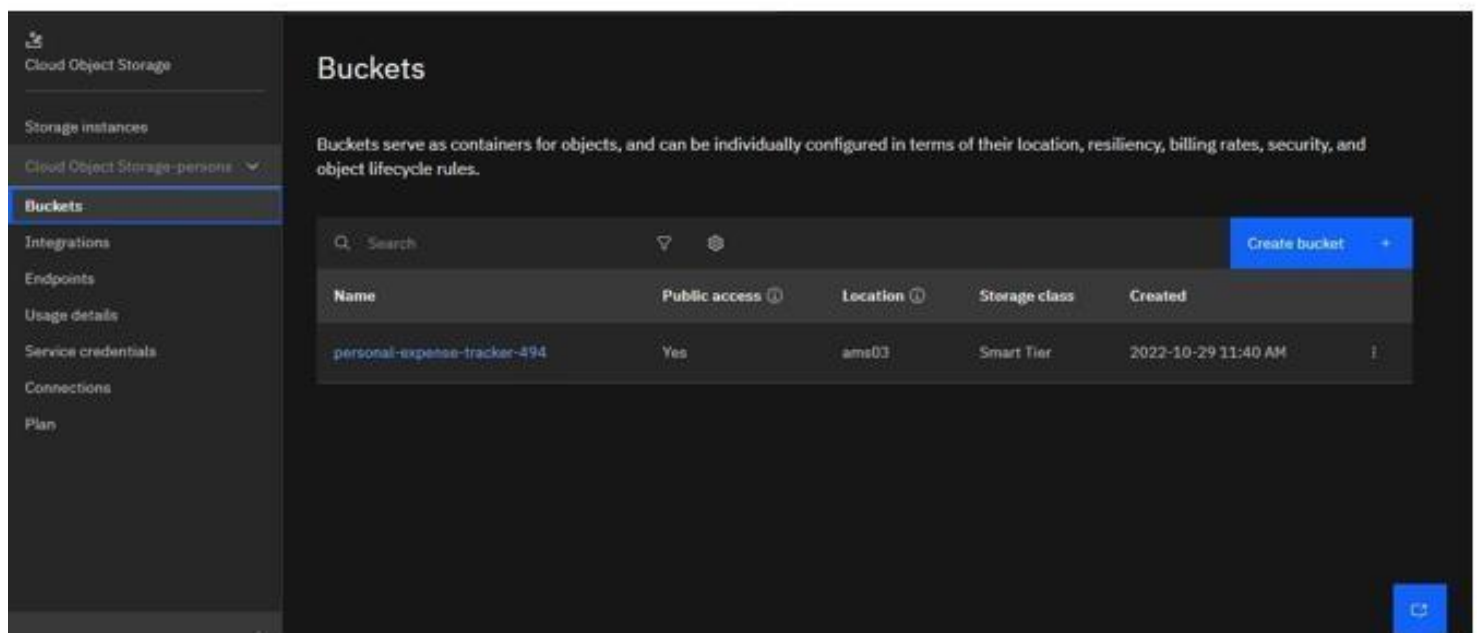 Cloud Object Storage
Storage instances
Cloud Object Storage-persona
Buckets
Integrations
Endpoints
Usage details
Service credentials
Connections
Plan
Buckets
Buckets serve as containers for objects, and can be individually configured in terms of their location, resiliency, billing rates, security, and
object lifecycle rules.
Search
Create bucket +
Name Public access Location Storage class Created
personal-expense-tracker-494 Yes ams03 Smart Tier 2022-10-29 11:40 AM